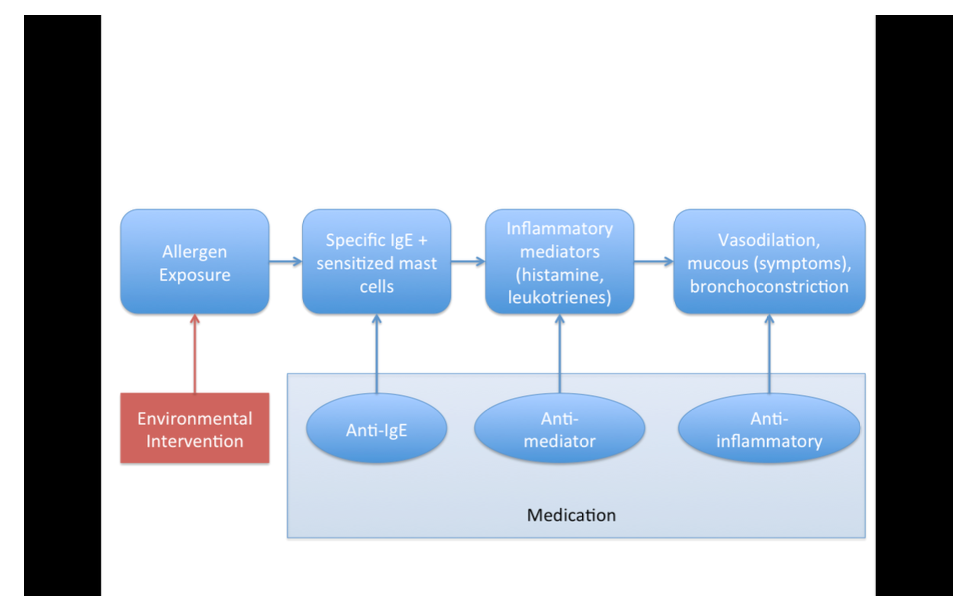 Allergen
Exposure
Specific IgE +
sensitized mast
cells
Inflammatory
mediators
(histamine,
leukotrienes)
Vasodilation,
mucous (symptoms),
bronchoconstriction
Environmental
Intervention
Anti-IgE
Anti-
mediator
Anti-
inflammatory
Medication